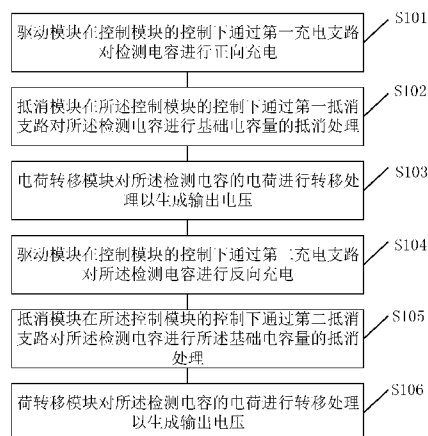 驱动模块在控制模块的控制下通过第一充电支路
对检测电容进行正向充电
S101
抵消模块在所述控制模块的控制下通过第一抵消
支路对所述检测电容进行基础电容量的抵消处理
S102
电荷转移模块对所述检测电容的电荷进行转移处
理以生成输出电压
S103
驱动模块在控制模块的控制下通过第二充电支路
对所述检测电容进行反向充电
S104
抵消模块在所述控制模块的控制下通过第二抵消
支路对所述检测电容进行所述基础电容量的抵消
处理
S105
荷转移模块对所述检测电容的电荷进行转移处理
以生成输出电压
S106